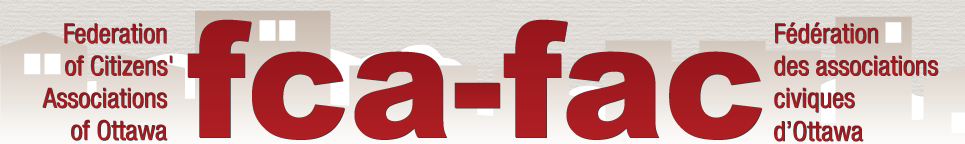 Federation
of Citizens'
Associations
of Ottawa
fca-fac
Fédération
des associations
civiques
d'Ottawa